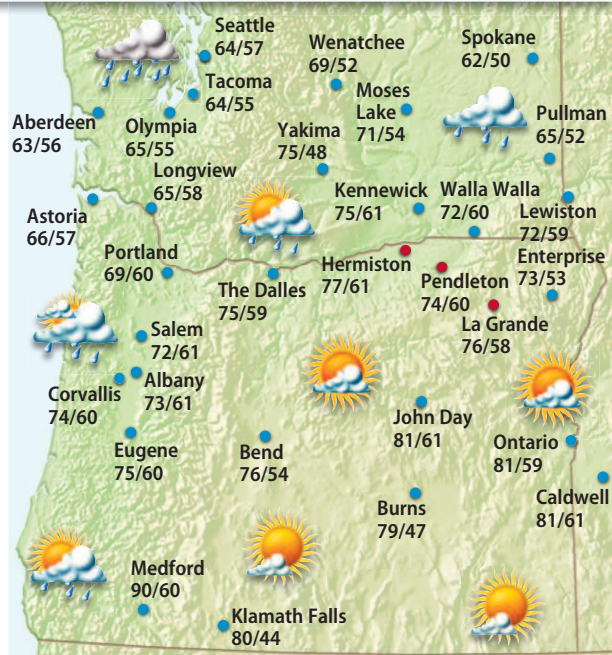 Seattle
64/57
Wenatchee
69/52
Spokane
62/50
Tacoma
64/55
Moses
Lake
71/54
Aberdeen
63/56
Olympia
65/55
Yakima
75/48
Pullman
65/52
Longview
65/58
Kennewick
75/61
Walla Walla
72/60
Lewiston
72/59
Astoria
66/57
Portland
69/60
The Dalles
75/59
Hermiston
77/61
Pendleton
74/60
Enterprise
73/53
La Grande
76/58
Salem
72/61
Albany
73/61
Corvallis
74/60
John Day
81/61
Eugene
75/60
Bend
76/54
Ontario
81/59
Burns
79/47
Caldwell
81/61
Medford
90/60
Klamath Falls
80/44